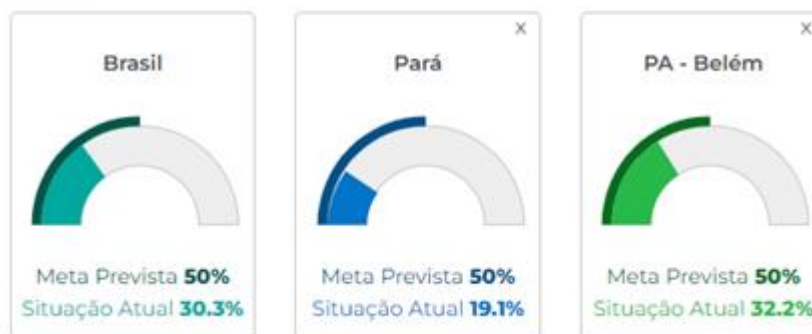 Brasil
Meta Prevista 50%
Situação Atual 30.3%
X
Pará
Meta Prevista 50%
Situação Atual 19.1%
X
PA - Belém
Meta Prevista 50%
Situação Atual 32.2%